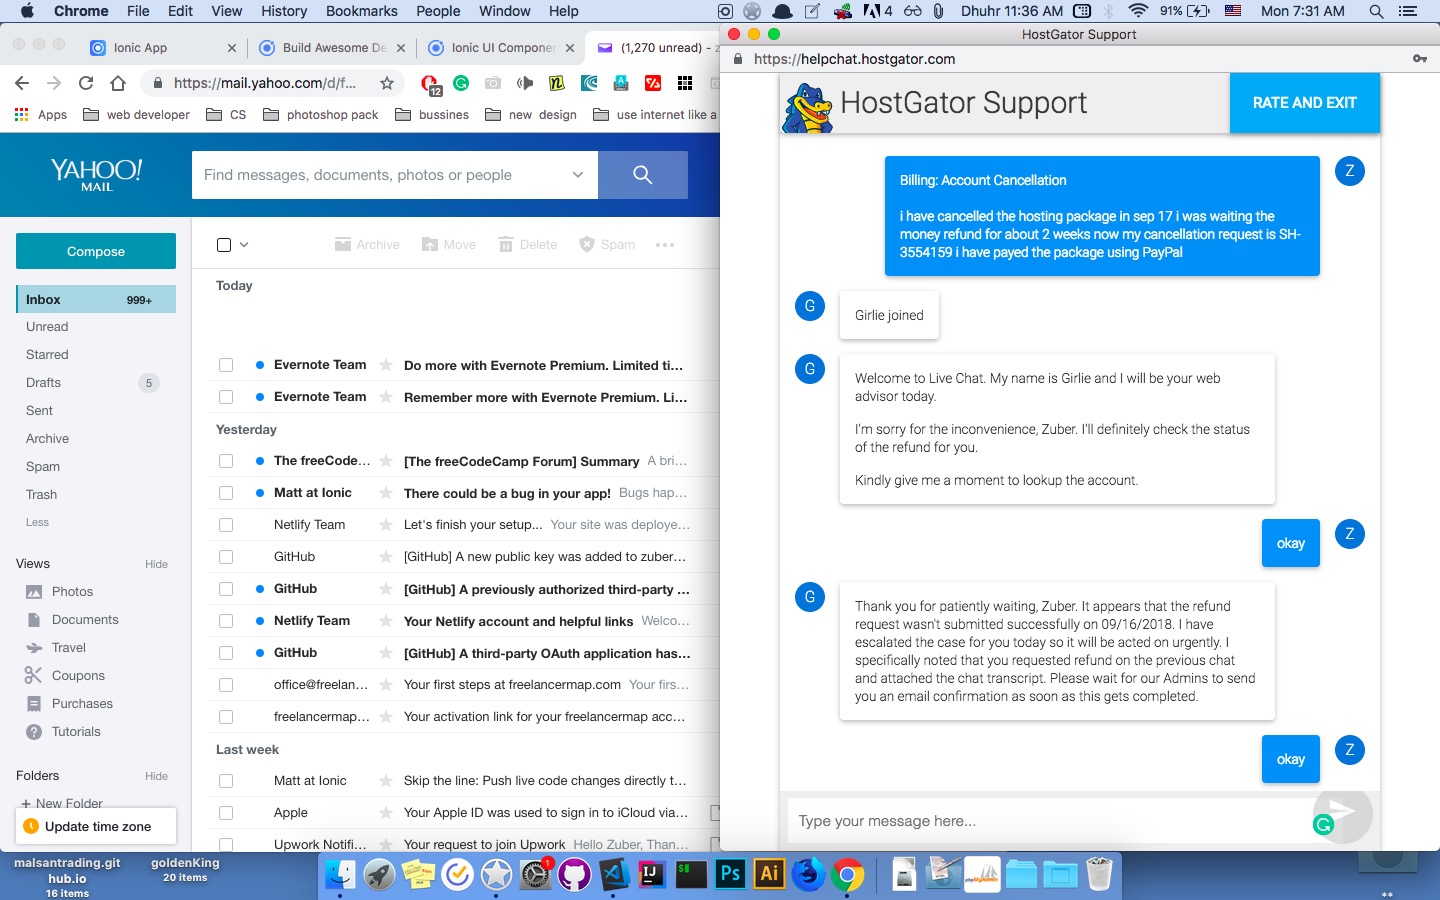 Chrome File Edit View History Bookmarks People Window Help
4 Dhuhr 11:36 AM 91% Mon 7:31 AM
Ionic App
Build Awesome De
Ionic UI Componen
(1,270 unread) -
https://mail.yahoo.com/d/f...
12
Apps web developer CS photoshop pack bussines new design use internet like a
YAHOO!
MAIL
Find messages, documents, photos or people
Compose
Inbox 999+
Unread
Starred
Drafts 5
Sent
Archive
Spam
Trash
Less
Views Hide
Photos
Documents
Travel
Coupons
Purchases
Tutorials
Folders Hide
+ New Folder
Update time zone
Archive Move Delete Spam
Today
Evernote Team Do more with Evernote Premium. Limited ti...
Evernote Team Remember more with Evernote Premium. Li...
Yesterday
The freeCode... [The freeCodeCamp Forum] Summary A bri...
Matt at Ionic There could be a bug in your app! Bugs hap...
Netlify Team Let's finish your setup... Your site was deploye...
GitHub [GitHub] A new public key was added to zuber...
GitHub [GitHub] A previously authorized third-party ...
Netlify Team Your Netlify account and helpful links Welco...
GitHub [GitHub] A third-party OAuth application has...
office@freelan... Your first steps at freelancermap.com Your firs...
freelancermap... Your activation link for your freelancermap acc...
Last week
Matt at Ionic Skip the line: Push live code changes directly t...
Apple Your Apple ID was used to sign in to iCloud via...
Upwork Notifi... Your request to join Upwork Hello Zuber, Than...
HostGator Support
https://helpchat.hostgator.com
HostGator Support
RATE AND EXIT
Z
Billing: Account Cancellation
i have cancelled the hosting package in sep 17 i was waiting the
money refund for about 2 weeks now my cancellation request is SH-
3554159 i have payed the package using PayPal
G
Girlie joined
G
Welcome to Live Chat. My name is Girlie and I will be your web
advisor today.
I'm sorry for the inconvenience, Zuber. I'll definitely check the status
of the refund for you.
Kindly give me a moment to lookup the account.
okay
Z
G
Thank you for patiently waiting, Zuber. It appears that the refund
request wasn't submitted successfully on 09/16/2018. I have
escalated the case for you today so it will be acted on urgently. I
specifically noted that you requested refund on the previous chat
and attached the chat transcript. Please wait for our Admins to send
you an email confirmation as soon as this gets completed.
okay
Z
Type your message here...
malsantrading.git
hub.io
16 items
goldenKing
20 items
1
IJ
$
Ps
Ai